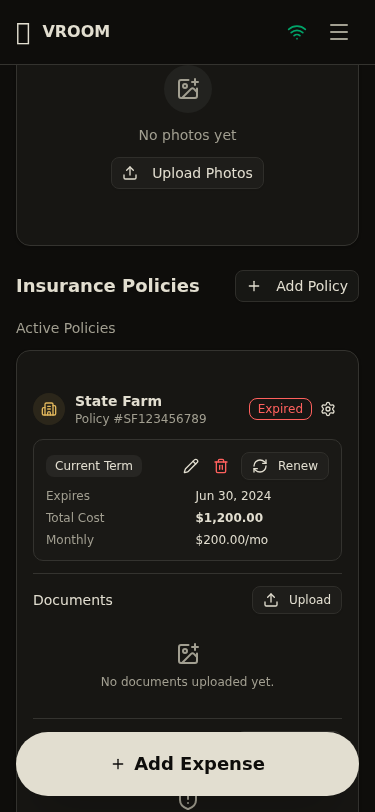 VROOM
No photos yet
Upload Photos
Insurance Policies
Add Policy
Active Policies
State Farm
Policy #SF123456789
Expired
Current Term
Renew
Expires
Jun 30, 2024
Total Cost
$1,200.00
Monthly
$200.00/mo
Documents
Upload
No documents uploaded yet.
+ Add Expense